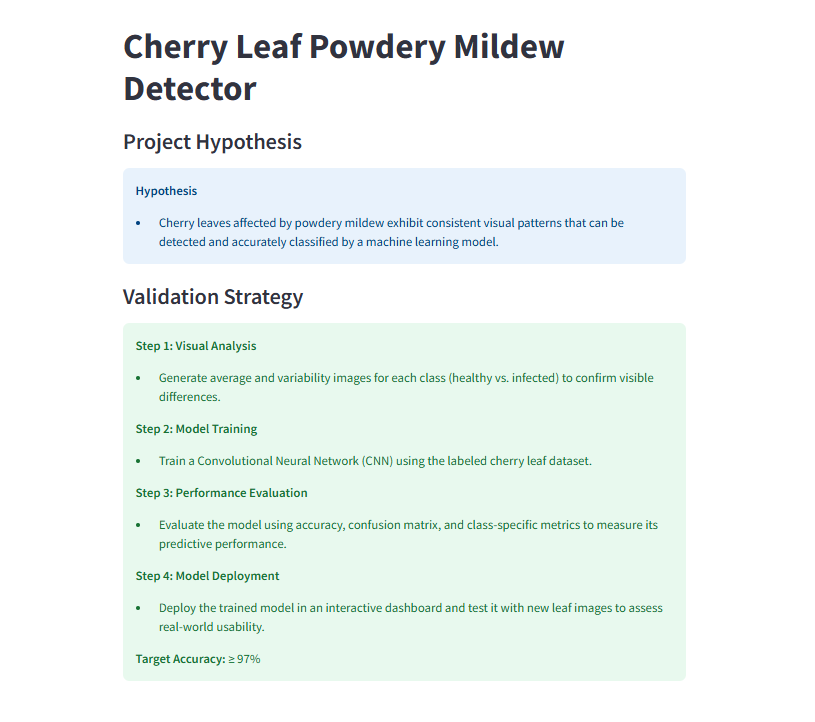 Cherry Leaf Powdery Mildew
Detector
Project Hypothesis
Hypothesis
• Cherry leaves affected by powdery mildew exhibit consistent visual patterns that can be
detected and accurately classified by a machine learning model.
Validation Strategy
Step 1: Visual Analysis
• Generate average and variability images for each class (healthy vs. infected) to confirm visible
differences.
Step 2: Model Training
• Train a Convolutional Neural Network (CNN) using the labeled cherry leaf dataset.
Step 3: Performance Evaluation
• Evaluate the model using accuracy, confusion matrix, and class-specific metrics to measure its
predictive performance.
Step 4: Model Deployment
• Deploy the trained model in an interactive dashboard and test it with new leaf images to assess
real-world usability.
Target Accuracy: ≥ 97%